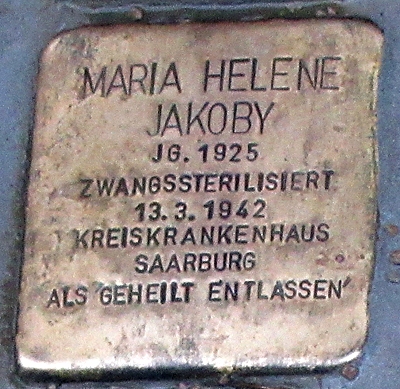 MARIA HELENE
JAKOBY
JG. 1925
ZWANGSSTERILISIERT
13.3.1942
KREISKRANKENHAUS
SAARBURG
ALS 'GEHEILT ENTLASSEN'